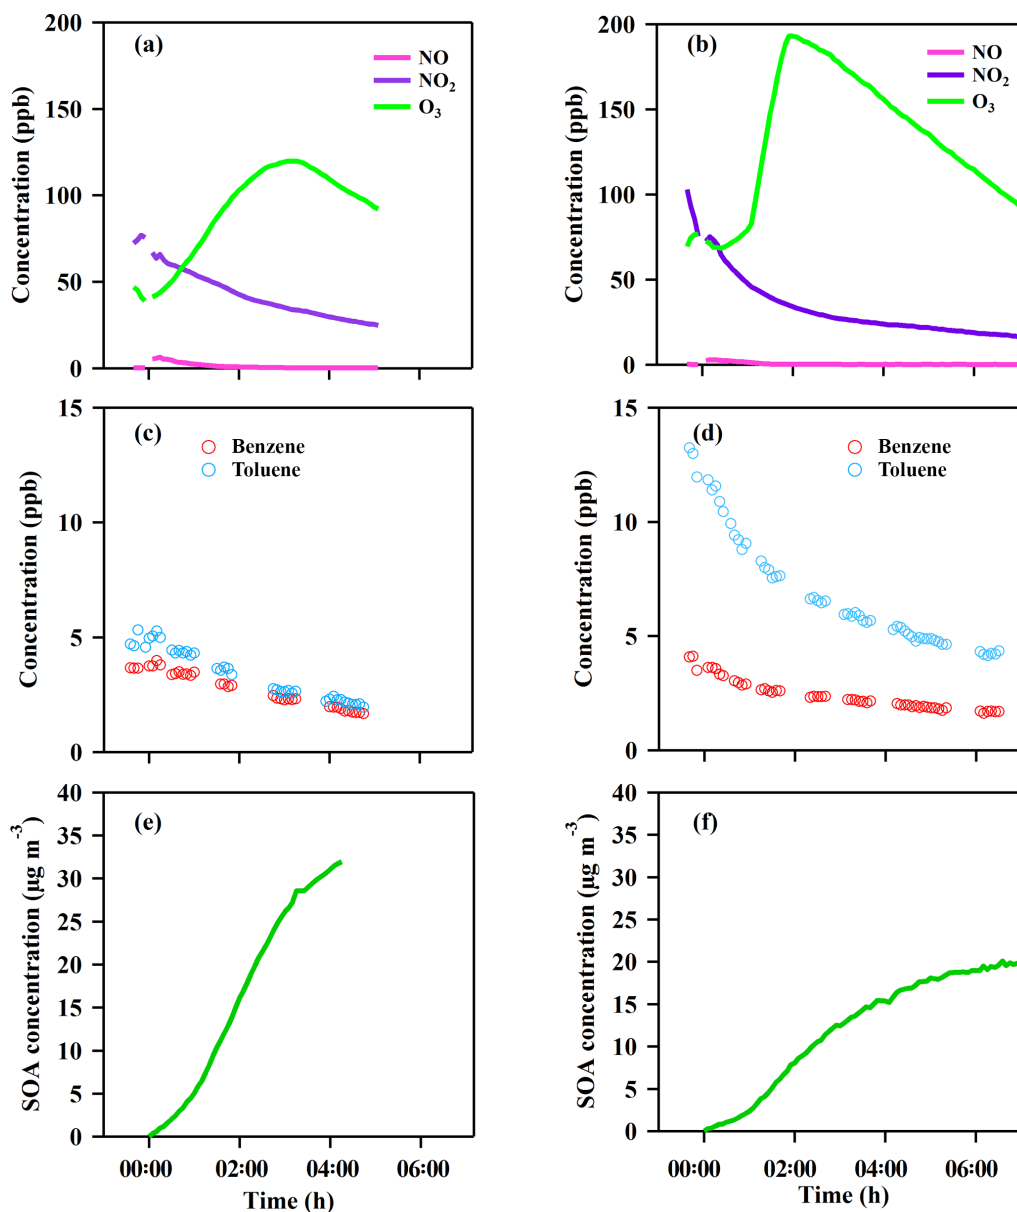 (a)
NO
NO₂
O₃
200
150
100
50
0
Concentration (ppb)
(b)
NO
NO₂
O₃
200
150
100
50
0
Concentration (ppb)
(c)
Benzene
Toluene
15
10
5
0
Concentration (ppb)
(d)
Benzene
Toluene
15
10
5
0
Concentration (ppb)
(e)
40
35
30
25
20
15
10
5
0
SOA concentration (µg m⁻³)
00:00 02:00 04:00 06:00
Time (h)
(f)
40
35
30
25
20
15
10
5
0
SOA concentration (µg m⁻³)
00:00 02:00 04:00 06:00
Time (h)